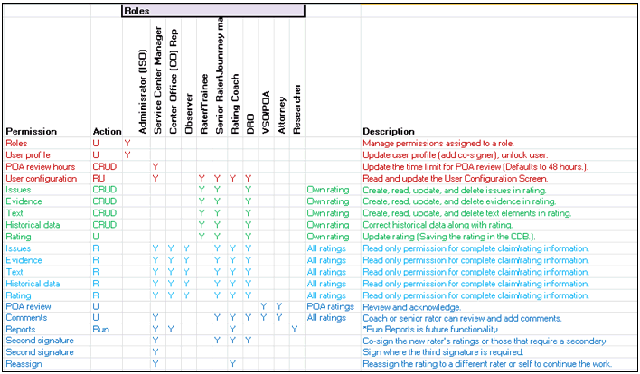 Roles
Administrator (ISO)
Service Center Manager
Center Office (CO) Rep
Observer
Rater/Trainee
Senior Rater/Journey
Rating Coach
DRO
VSO/POA
Attorney
Researcher
Permission Action Description
Roles U Y Manage permissions assigned to a role
User profile U Y Update user profile (add co-signer), unlock user.
POA review hours CRUD Y Update the time limit for POA review (Defaults to 48 hours.).
User configuration RU Y Y Y Y Y Read and update the User Configuration Screen.
Issues CRUD Y Y Y Own rating Create, read, update, and delete issues in rating.
Evidence CRUD Y Y Y Own rating Create, read, update, and delete evidence in rating.
Text CRUD Y Y Y Own rating Create, read, update, and delete text elements in rating.
Historical data CRUD Y Y Y Own rating Correct historical data along with rating.
Rating U Y Y Y Own rating Update rating (Saving the rating in the CDB.).
Issues R Y Y Y Y Y Y All ratings Read only permission for complete claim/rating information.
Evidence R Y Y Y Y Y Y All ratings Read only permission for complete claim/rating information.
Text R Y Y Y Y Y Y All ratings Read only permission for complete claim/rating information.
Historical data R Y Y Y Y Y Y All ratings Read only permission for complete claim/rating information.
Rating R Y Y Y Y Y Y All ratings Read only permission for complete claim/rating information.
POA review U Y Y POA ratings Review and acknowledge.
Comments U Y Y Y Y Y Y All ratings Coach or senior rator can review and add comments.
Reports Run Y Y Y Y *Run Reports is future functionality
Second signature Y Y Y Y Co-sign the new rater's ratings or those that require a secondary
Second signature Y Sign where the third signature is required.
Reassign Y Y Reassign the rating to a different rater or self to continue the work.